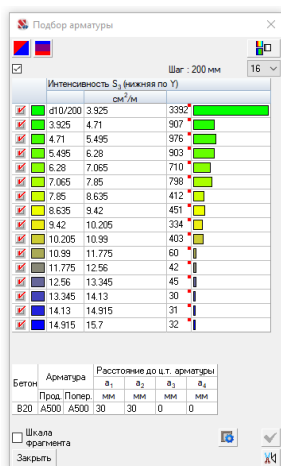 Подбор арматуры
Шаг : 200 мм
16
Интенсивность S₃ (нижняя по Y)
см²/м
d10/200 3.925 3392
3.925 4.71 907
4.71 5.495 976
5.495 6.28 903
6.28 7.065 710
7.065 7.85 798
7.85 8.635 412
8.635 9.42 451
9.42 10.205 334
10.205 10.99 403
10.99 11.775 60
11.775 12.56 42
12.56 13.345 45
13.345 14.13 30
14.13 14.915 31
14.915 15.7 32
Бетон Арматура Расстояние до ц.т. арматуры
a₁ a₂ a₃ a₄
Прод. Попер. мм мм мм мм
B20 A500 A500 30 30 0 0
Шкала
фрагмента
Закрыть